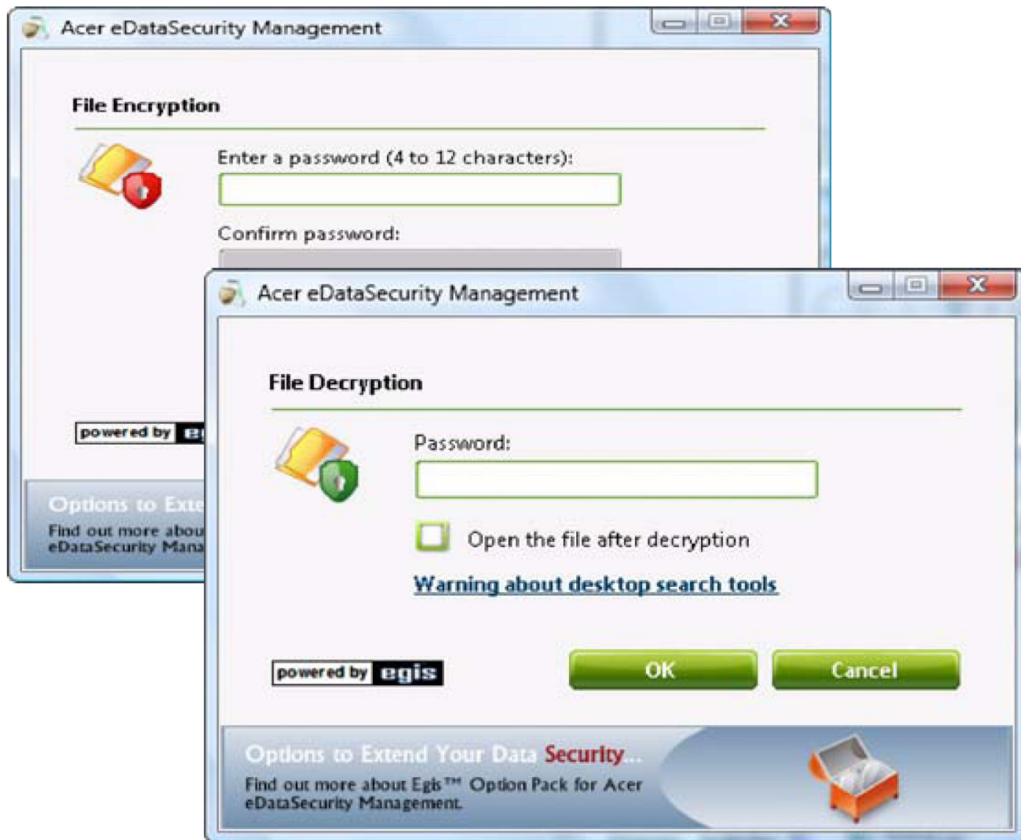 Acer eDataSecurity Management
File Encryption
Enter a password (4 to 12 characters):
Confirm password:
powered by
Options to
Find out more
eDataSecurity
Acer eDataSecurity Management
File Decryption
Password:
Open the file after decryption
Warning about desktop search tools
powered by egis
OK
Cancel
Options to Extend Your Data Security...
Find out more about Egis™ Option Pack for Acer
eDataSecurity Management.